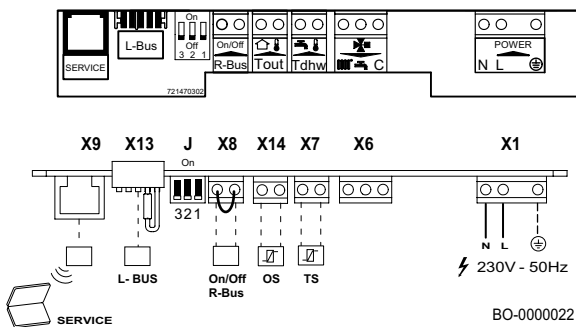 On
Off
3 2 1
L-Bus
SERVICE
On/Off
R-Bus
Tout
Tdhw
C
POWER
N L
721470302
X9 X13 J X8 X14 X7 X6 X1
On
321
N L
L- BUS
On/Off
R-Bus
OS
TS
230V - 50Hz
SERVICE
BO-0000022